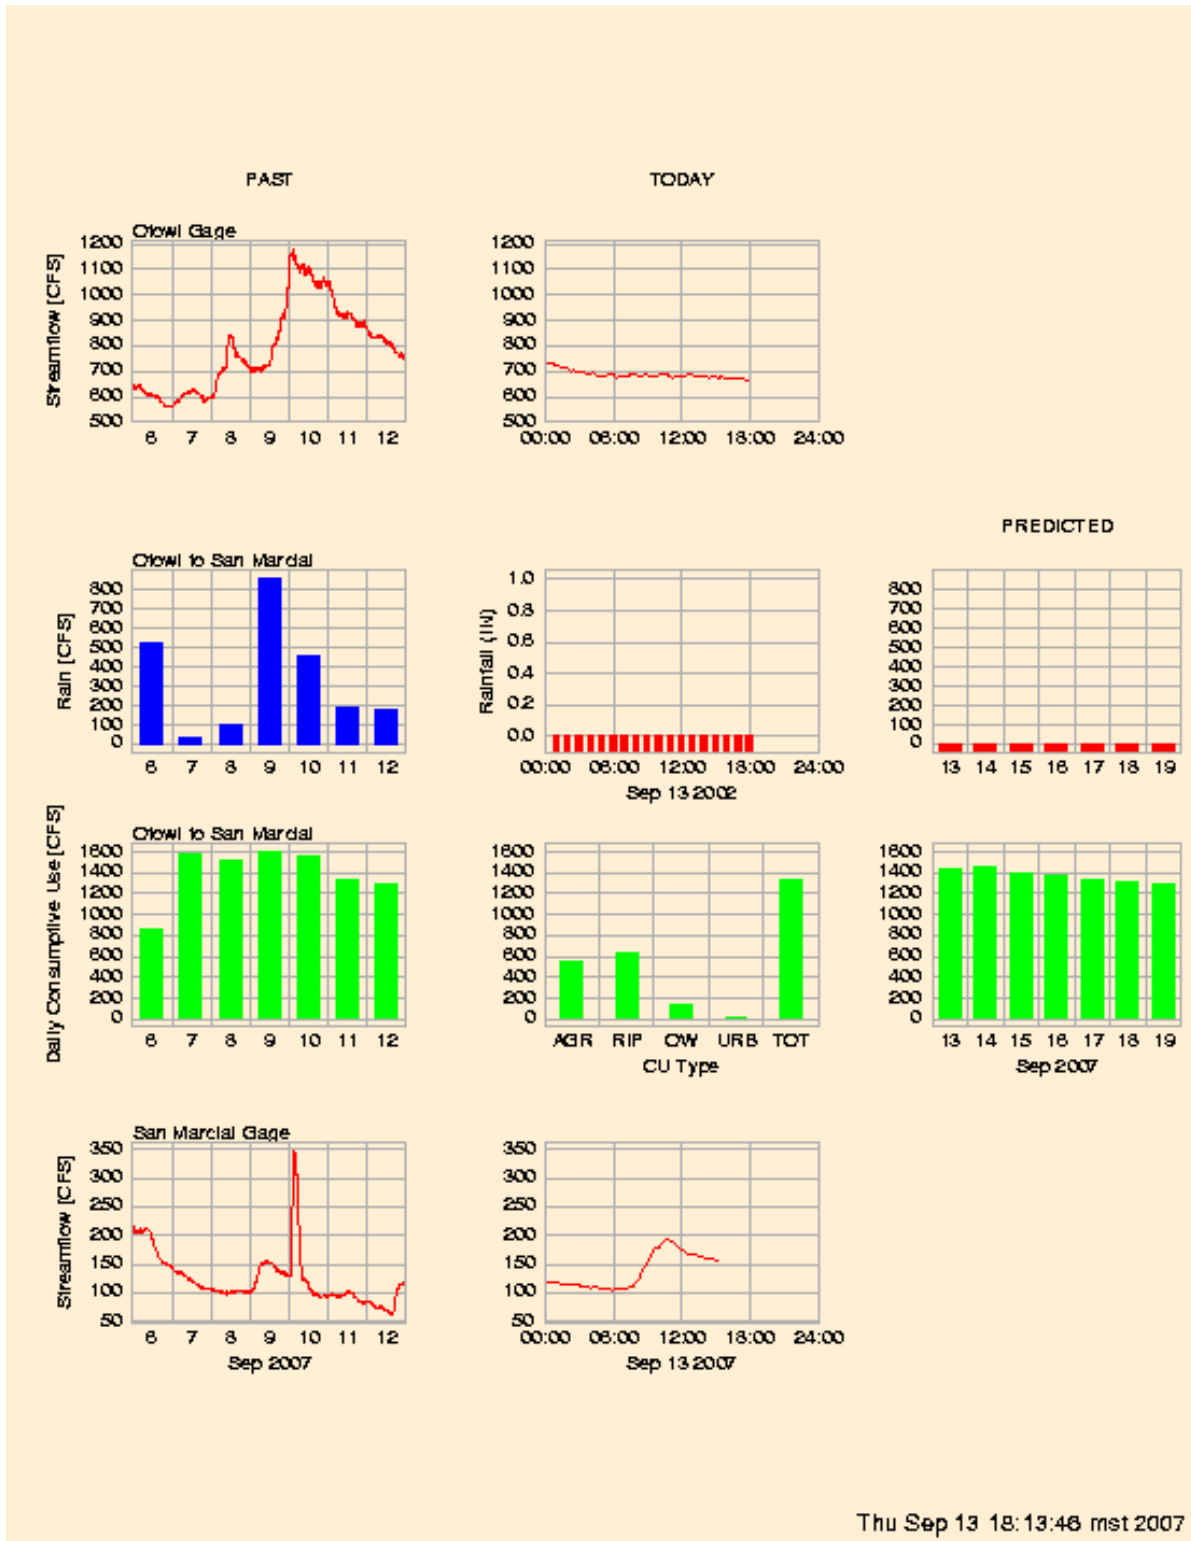 PAST TODAY
Otowi Gage
Streamflow [CFS]
1200 1200
1100 1100
1000 1000
900 900
800 800
700 700
600 600
500 500
6 7 8 9 10 11 12 00:00 06:00 12:00 18:00 24:00
PREDICTED
Otowi to San Marcial
Rain [CFS]
800
700
600
500
400
300
200
100
0
6 7 8 9 10 11 12
Rainfall (IN)
1.0
0.8
0.6
0.4
0.2
0.0
00:00 06:00 12:00 18:00 24:00
Sep 13 2002
800
700
600
500
400
300
200
100
0
13 14 15 16 17 18 19
Otowi to San Marcial
Daily Consumptive Use [CFS]
1600 1600 1600
1400 1400 1400
1200 1200 1200
1000 1000 1000
800 800 800
600 600 600
400 400 400
200 200 200
0 0 0
6 7 8 9 10 11 12 AGR RIP OW URB TOT 13 14 15 16 17 18 19
CU Type Sep 2007
San Marcial Gage
Streamflow [CFS]
350 350
300 300
250 250
200 200
150 150
100 100
50 50
6 7 8 9 10 11 12 00:00 06:00 12:00 18:00 24:00
Sep 2007 Sep 13 2007
Thu Sep 13 18:13:46 mst 2007